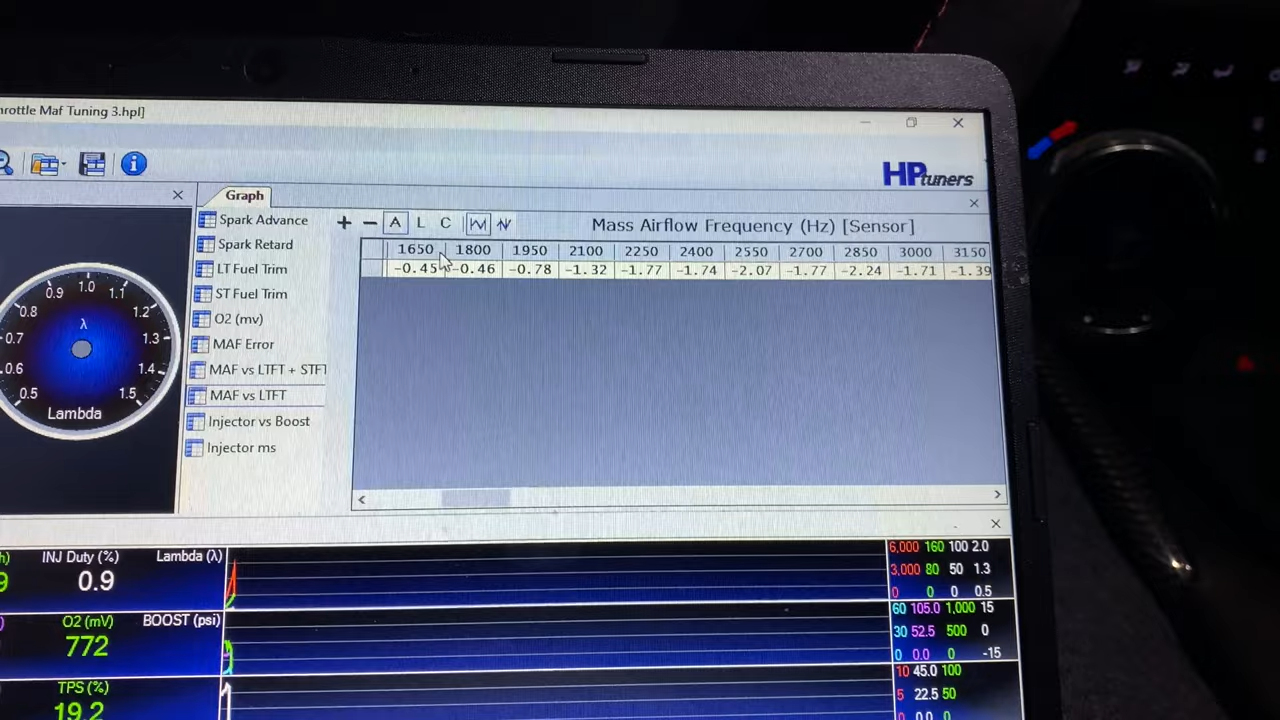 hrottle Maf Tuning 3.hpl]
HPtuners
Graph
Spark Advance
Spark Retard
LT Fuel Trim
ST Fuel Trim
O2 (mv)
MAF Error
MAF vs LTFT + STFT
MAF vs LTFT
Injector vs Boost
Injector ms
A L C
Mass Airflow Frequency (Hz) [Sensor]
1650 1800 1950 2100 2250 2400 2550 2700 2850 3000 3150
-0.45 -0.46 -0.78 -1.32 -1.77 -1.74 -2.07 -1.77 -2.24 -1.71 -1.39
0.5 0.6 0.7 0.8 0.9 1.0 1.1 1.2 1.3 1.4 1.5
λ
Lambda
h) INJ Duty (%) Lambda (λ)
9 0.9
O2 (mV) BOOST (psi)
772
TPS (%)
19.2
6,000 160 100 2.0
3,000 80 50 1.3
0 0 0 0.5
60 105.0 1,000 15
30 52.5 500 0
0 0.0 0 -15
10 45.0 100
5 22.5 50
0 0.0 0